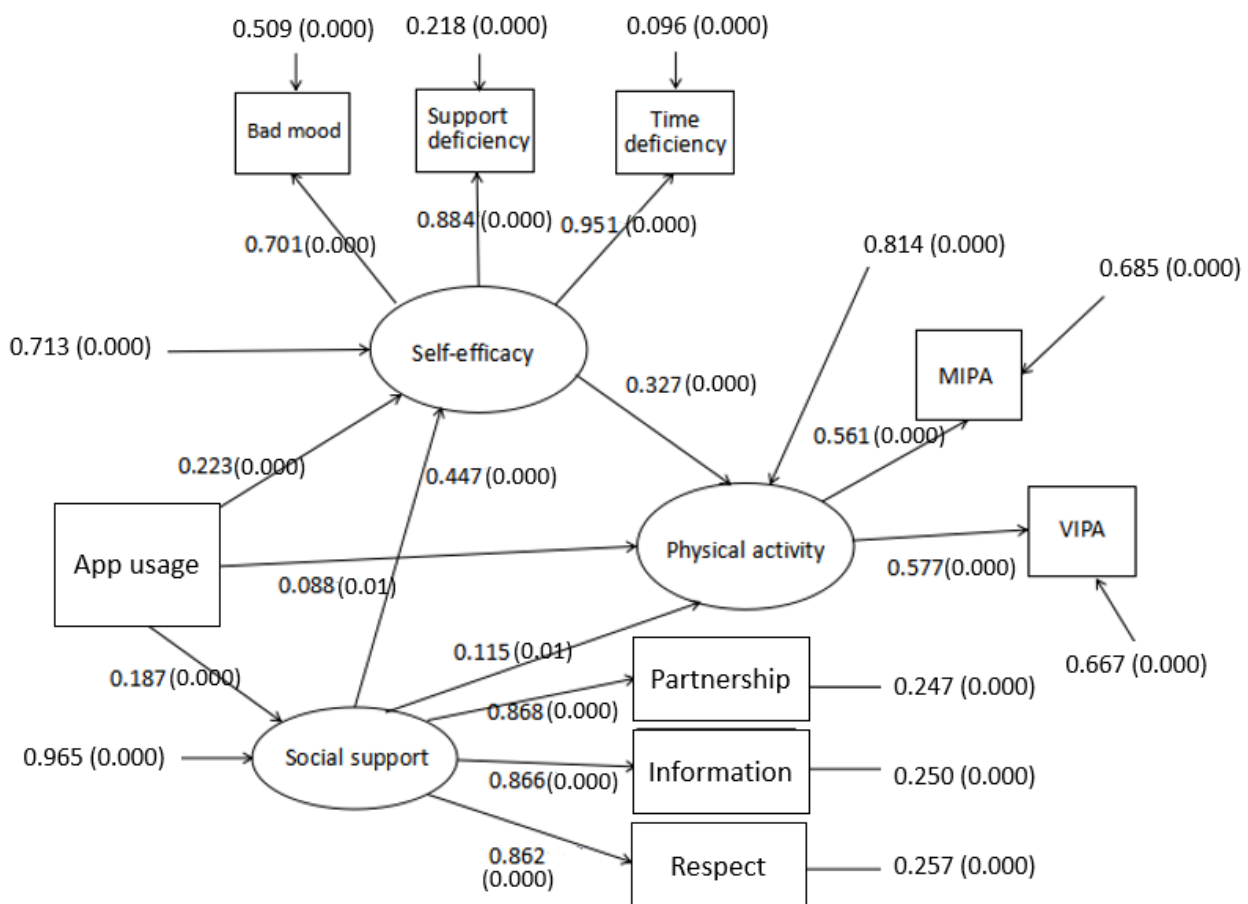 0.509 (0.000)
0.218 (0.000)
0.096 (0.000)
Bad mood
Support
deficiency
Time
deficiency
0.701(0.000)
0.884(0.000)
0.951(0.000)
0.814 (0.000)
0.685 (0.000)
0.713 (0.000)
Self-efficacy
MIPA
0.327(0.000)
0.561(0.000)
0.223(0.000)
0.447(0.000)
App usage
Physical activity
VIPA
0.088(0.01)
0.577(0.000)
0.187(0.000)
0.115(0.01)
0.667 (0.000)
Partnership
0.247 (0.000)
0.868(0.000)
0.965 (0.000)
Social support
Information
0.250 (0.000)
0.866(0.000)
0.862
(0.000)
Respect
0.257 (0.000)